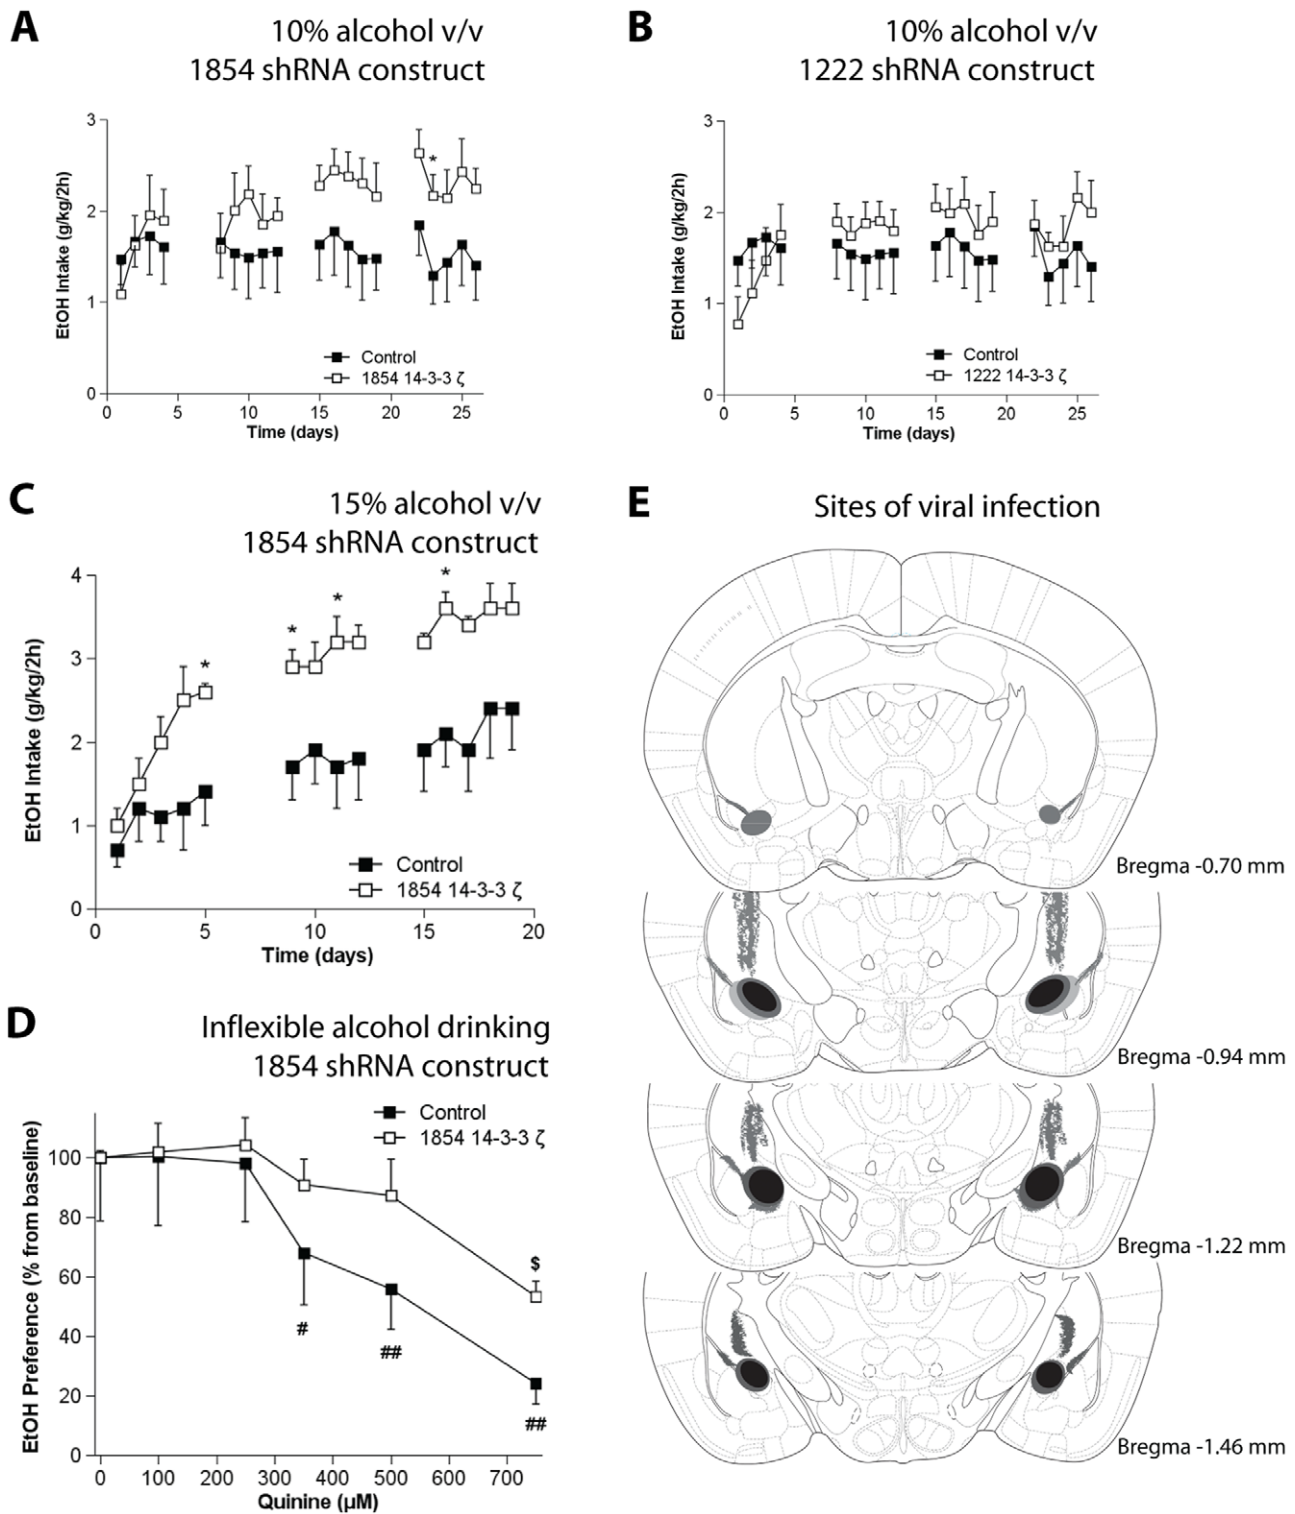 A
10% alcohol v/v
1854 shRNA construct
EtOH Intake (g/kg/2h)
3
2
1
0
*
Control
1854 14-3-3 ζ
0 5 10 15 20 25
Time (days)
B
10% alcohol v/v
1222 shRNA construct
EtOH Intake (g/kg/2h)
3
2
1
0
Control
1222 14-3-3 ζ
0 5 10 15 20 25
Time (days)
C
15% alcohol v/v
1854 shRNA construct
EtOH Intake (g/kg/2h)
4
3
2
1
0
* * * *
Control
1854 14-3-3 ζ
0 5 10 15 20
Time (days)
D
Inflexible alcohol drinking
1854 shRNA construct
EtOH Preference (% from baseline)
Control
1854 14-3-3 ζ
100
80
60
40
20
0
$
#
##
##
0 100 200 300 400 500 600 700
Quinine (µM)
E
Sites of viral infection
Bregma -0.70 mm
Bregma -0.94 mm
Bregma -1.22 mm
Bregma -1.46 mm